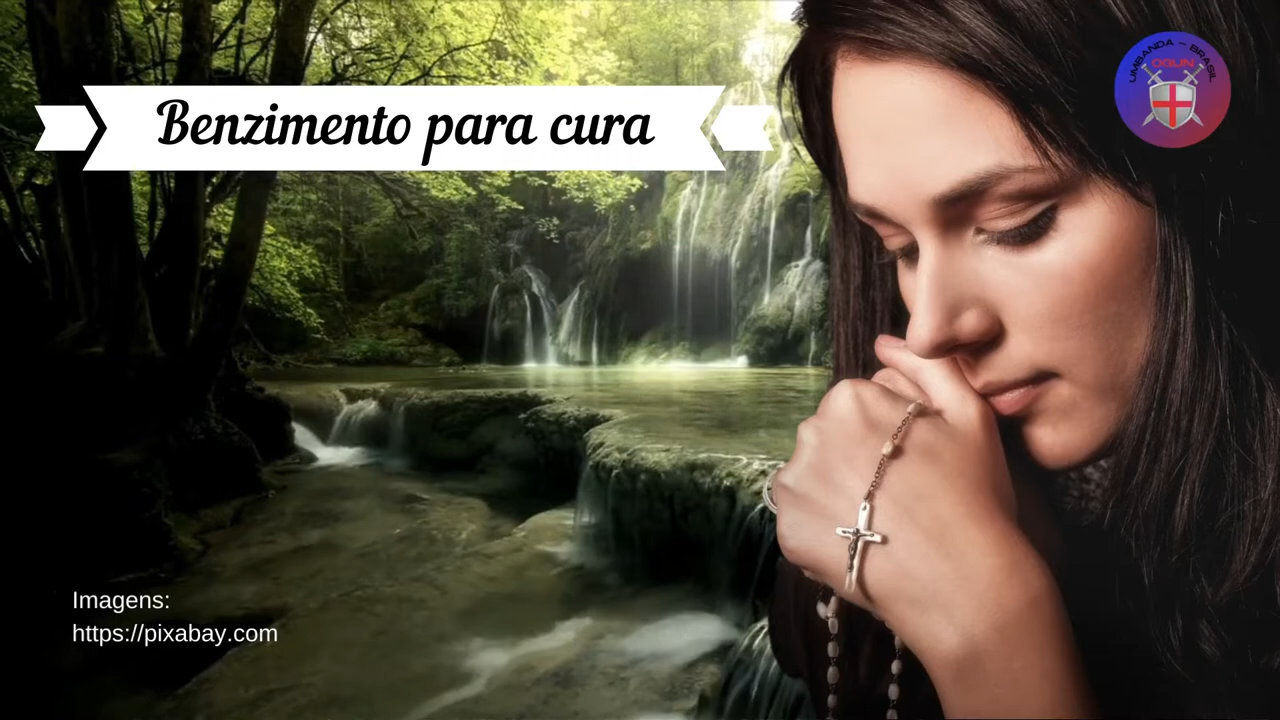 Benzimento para cura
UMBANDA - BRASIL
OGUN
Imagens:
https://pixabay.com